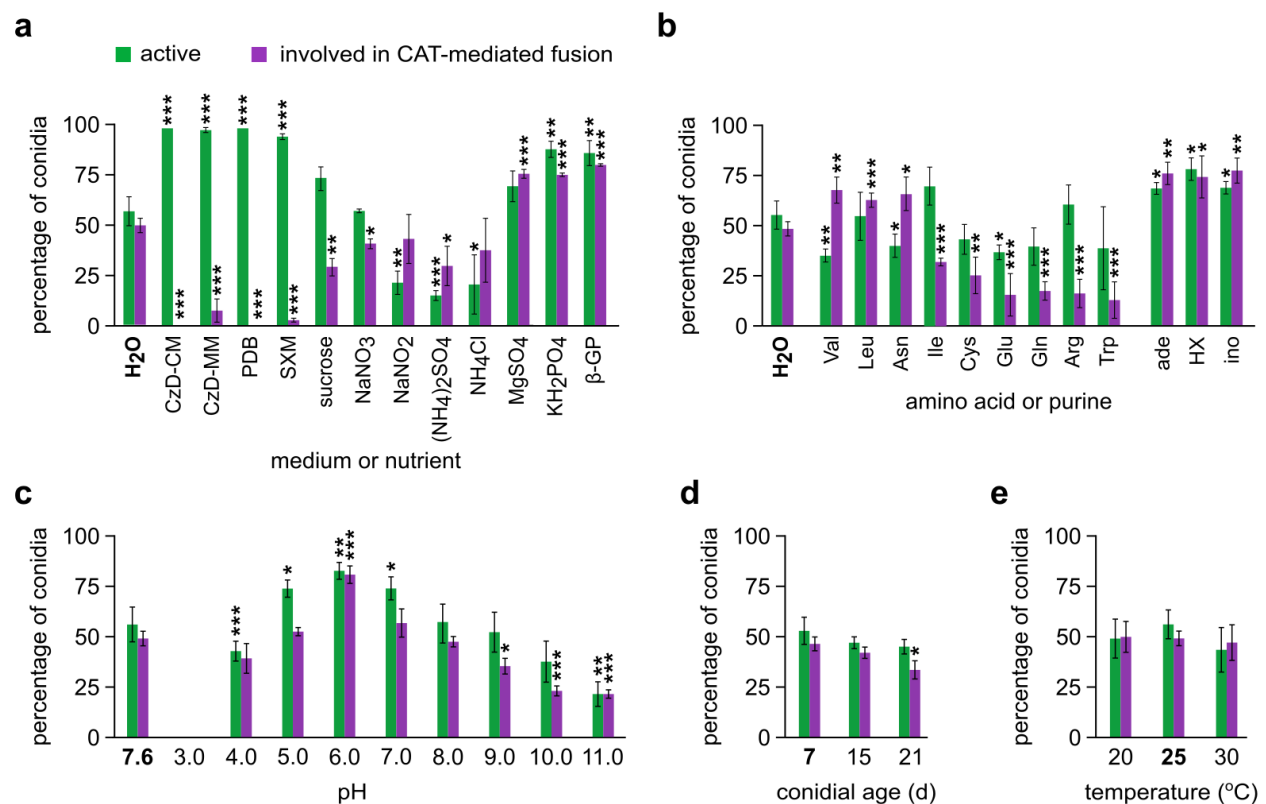 a
active
involved in CAT-mediated fusion
percentage of conidia
100
75
50
25
0
*** *** *** *** *** *** *** ** * ** *** * * *** ** *** ** ***
H2O CzD-CM CzD-MM PDB SXM sucrose NaNO3 NaNO2 (NH4)2SO4 NH4Cl MgSO4 KH2PO4 β-GP
medium or nutrient
b
percentage of conidia
100
75
50
25
0
** ** *** * * *** ** * *** *** *** *** * ** * * * **
H2O Val Leu Asn Ile Cys Glu Gln Arg Trp ade HX ino
amino acid or purine
c
percentage of conidia
100
75
50
25
0
*** * ** *** * * *** ** ***
7.6 3.0 4.0 5.0 6.0 7.0 8.0 9.0 10.0 11.0
pH
d
percentage of conidia
100
75
50
25
0
*
7 15 21
conidial age (d)
e
percentage of conidia
100
75
50
25
0
20 25 30
temperature (ºC)